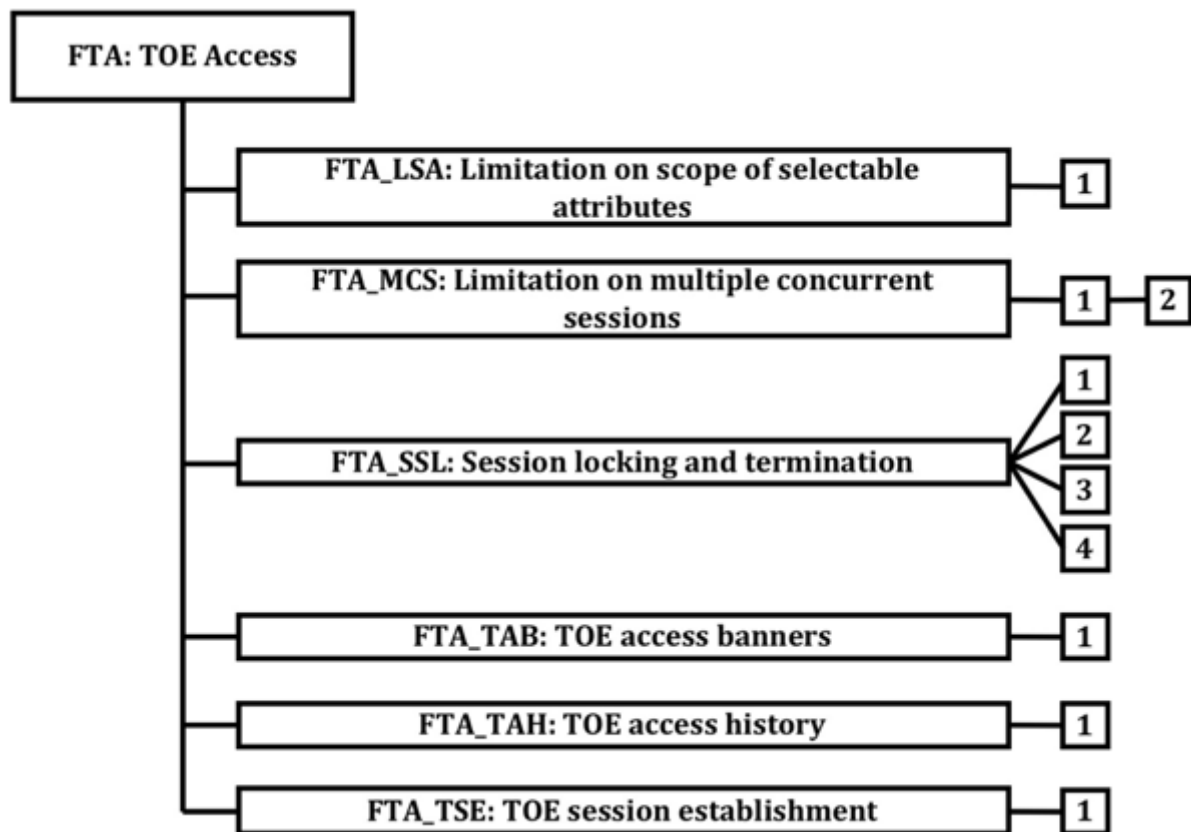 FTA: TOE Access
FTA_LSA: Limitation on scope of selectable
attributes
1
FTA_MCS: Limitation on multiple concurrent
sessions
1
2
FTA_SSL: Session locking and termination
1
2
3
4
FTA_TAB: TOE access banners
1
FTA_TAH: TOE access history
1
FTA_TSE: TOE session establishment
1